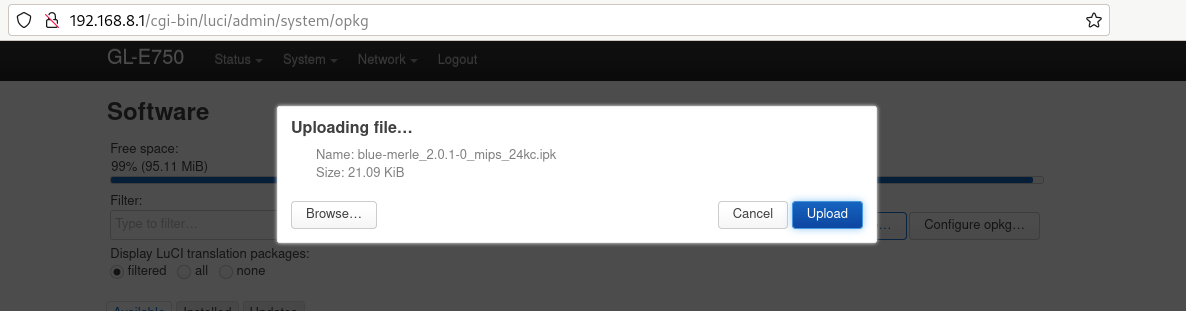 192.168.8.1/cgi-bin/luci/admin/system/opkg
GL-E750 Status System Network Logout
Software
Uploading file…
Free space:
Name: blue-merle_2.0.1-0_mips_24kc.ipk
99% (95.11 MiB)
Size: 21.09 KiB
Filter:
Type to filter…
Browse…
Cancel
Upload
…
Configure opkg…
Display LuCI translation packages:
filtered all none
Available Installed Updates